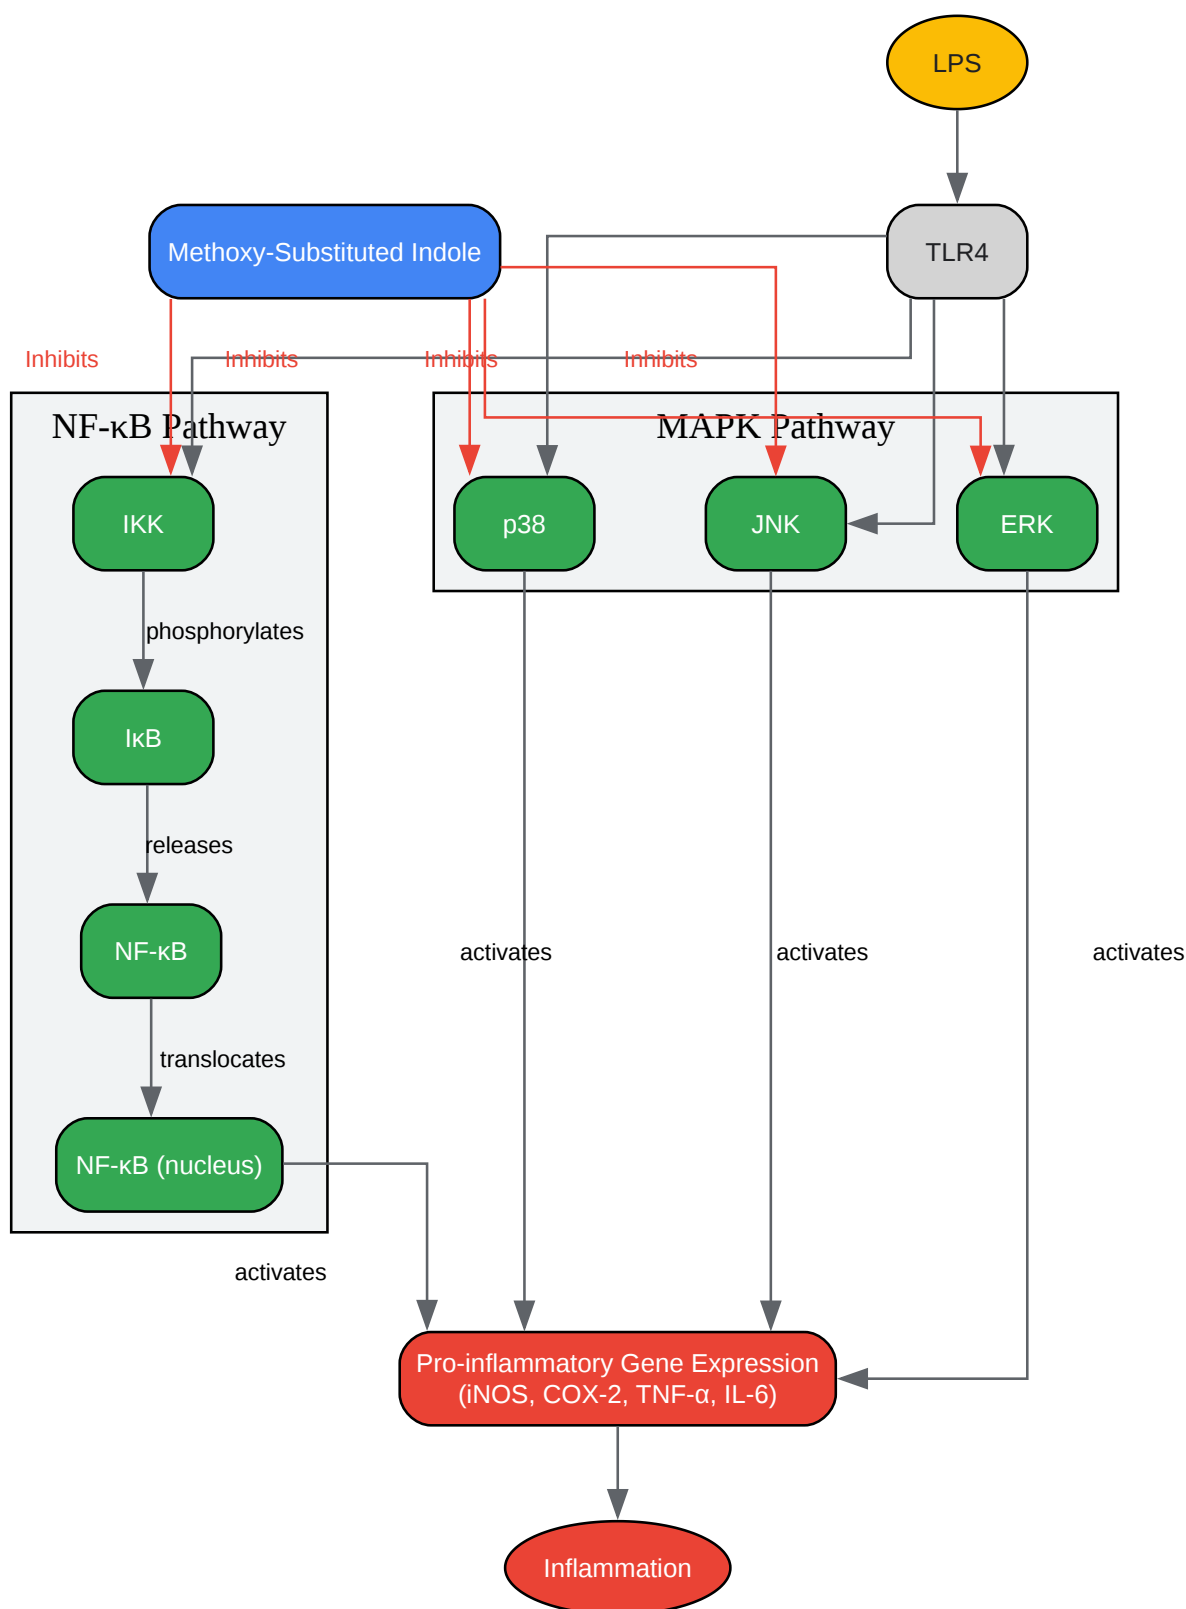 LPS
Methoxy-Substituted Indole
TLR4
Inhibits
Inhibits
Inhibits
Inhibits
NF-κB Pathway
MAPK Pathway
IKK
p38
JNK
ERK
phosphorylates
IκB
releases
NF-κB
activates
activates
activates
translocates
NF-κB (nucleus)
activates
Pro-inflammatory Gene Expression
(iNOS, COX-2, TNF-α, IL-6)
Inflammation